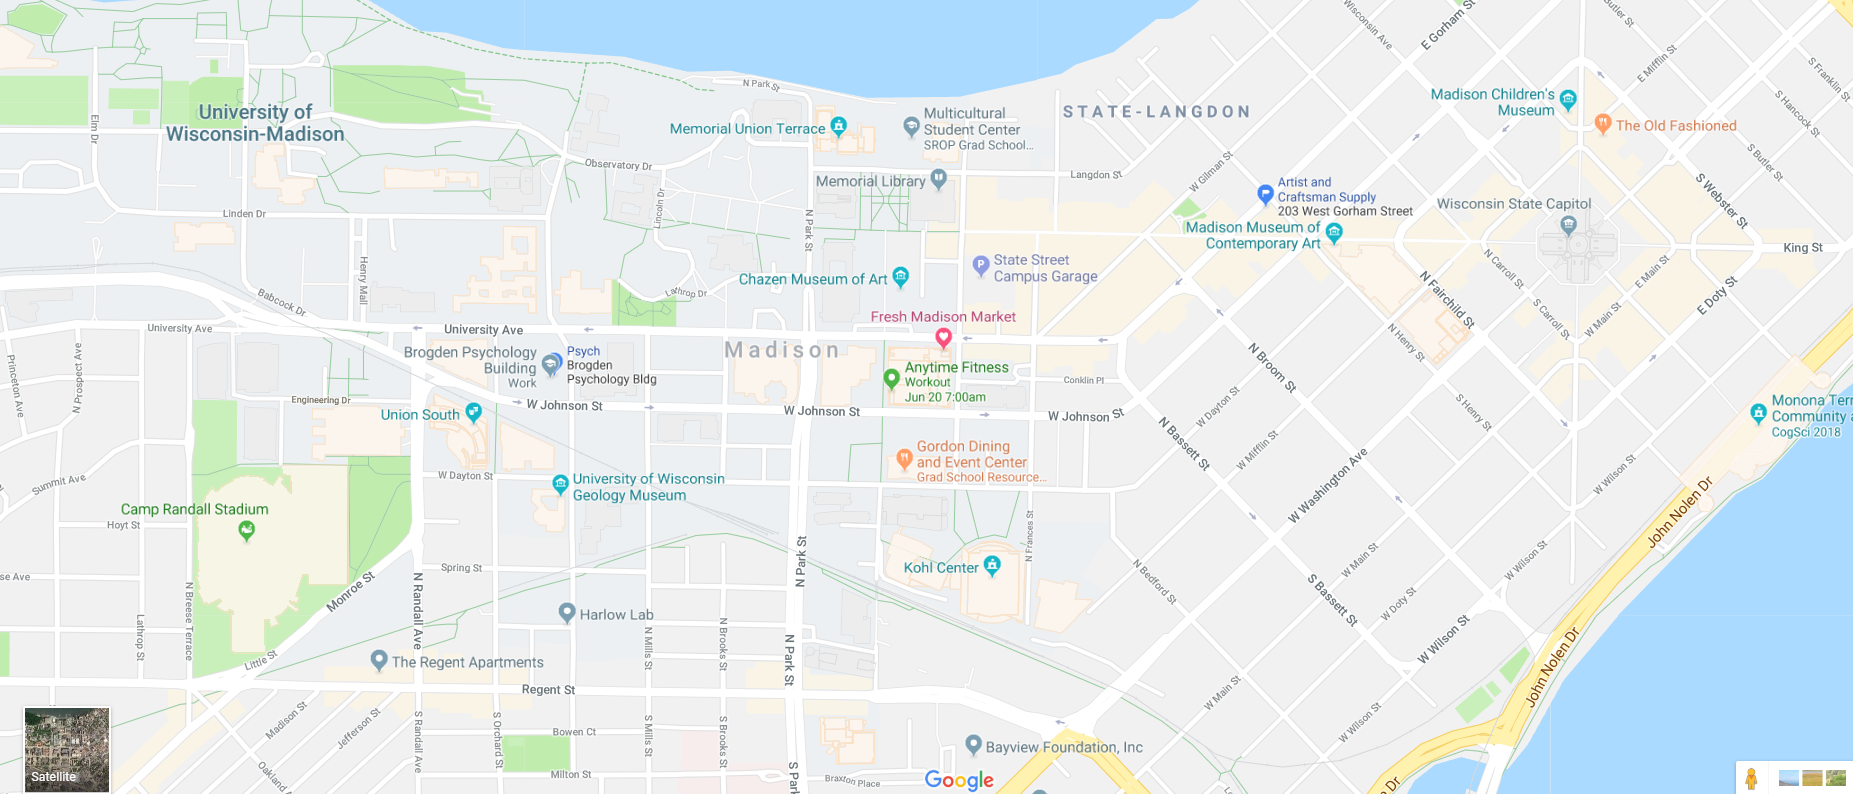 N Park St
Wisconsin Ave
E Gorham St
Butler St
E Mifflin St
S Franklin St
S Hancock St
S Butler St
Madison Children's
Museum
The Old Fashioned
STATE-LANGDON
Multicultural
Student Center
SROP Grad School...
Memorial Union Terrace
University of
Wisconsin-Madison
Elm Dr
Observatory Dr
Langdon St
W Gilman St
Memorial Library
Artist and
Craftsman Supply
203 West Gorham Street
S Webster St
Wisconsin State Capitol
Linden Dr
Lincoln Dr
N Park St
Madison Museum of
Contemporary Art
King St
State Street
Campus Garage
Chazen Museum of Art
Henry Mall
Babcock Dr
Lathrop Dr
N Carroll St
E Main St
N Fairchild St
S Carroll St
E Doty St
W Main St
Fresh Madison Market
University Ave
University Ave
Madison
N Henry St
Brogden Psychology
Building
Work
Psych
Brogden
Psychology Bldg
Anytime Fitness
Workout
Jun 20 7:00am
Conklin Pl
N Broom St
Princeton Ave
N Prospect Ave
Engineering Dr
W Johnson St
W Johnson St
W Johnson St
W Dayton St
S Henry St
Monona Terr
Community a
CogSci 2018
Union South
N Bassett St
W Mifflin St
Gordon Dining
and Event Center
Grad School Resource...
W Washington Ave
W Wilson St
Summit Ave
W Dayton St
University of Wisconsin
Geology Museum
Camp Randall Stadium
Hoyt St
John Nolen Dr
N Frances St
N Park St
Kohl Center
W Main St
W Wilson St
se Ave
Spring St
N Bedford St
S Bassett St
W Doty St
Monroe St
N Randall Ave
N Breese Terrace
Lathrop St
Harlow Lab
N Mills St
N Brooks St
N Park St
W Wilson St
John Nolen Dr
Little St
The Regent Apartments
Regent St
W Main St
W Wilson St
Madison St
Jefferson St
Oakland Av
S Randall Ave
S Orchard St
S Mills St
S Brooks St
Bowen Ct
Milton St
S Park
Braxton Place
Bayview Foundation, Inc
Google
Satellite
Dr